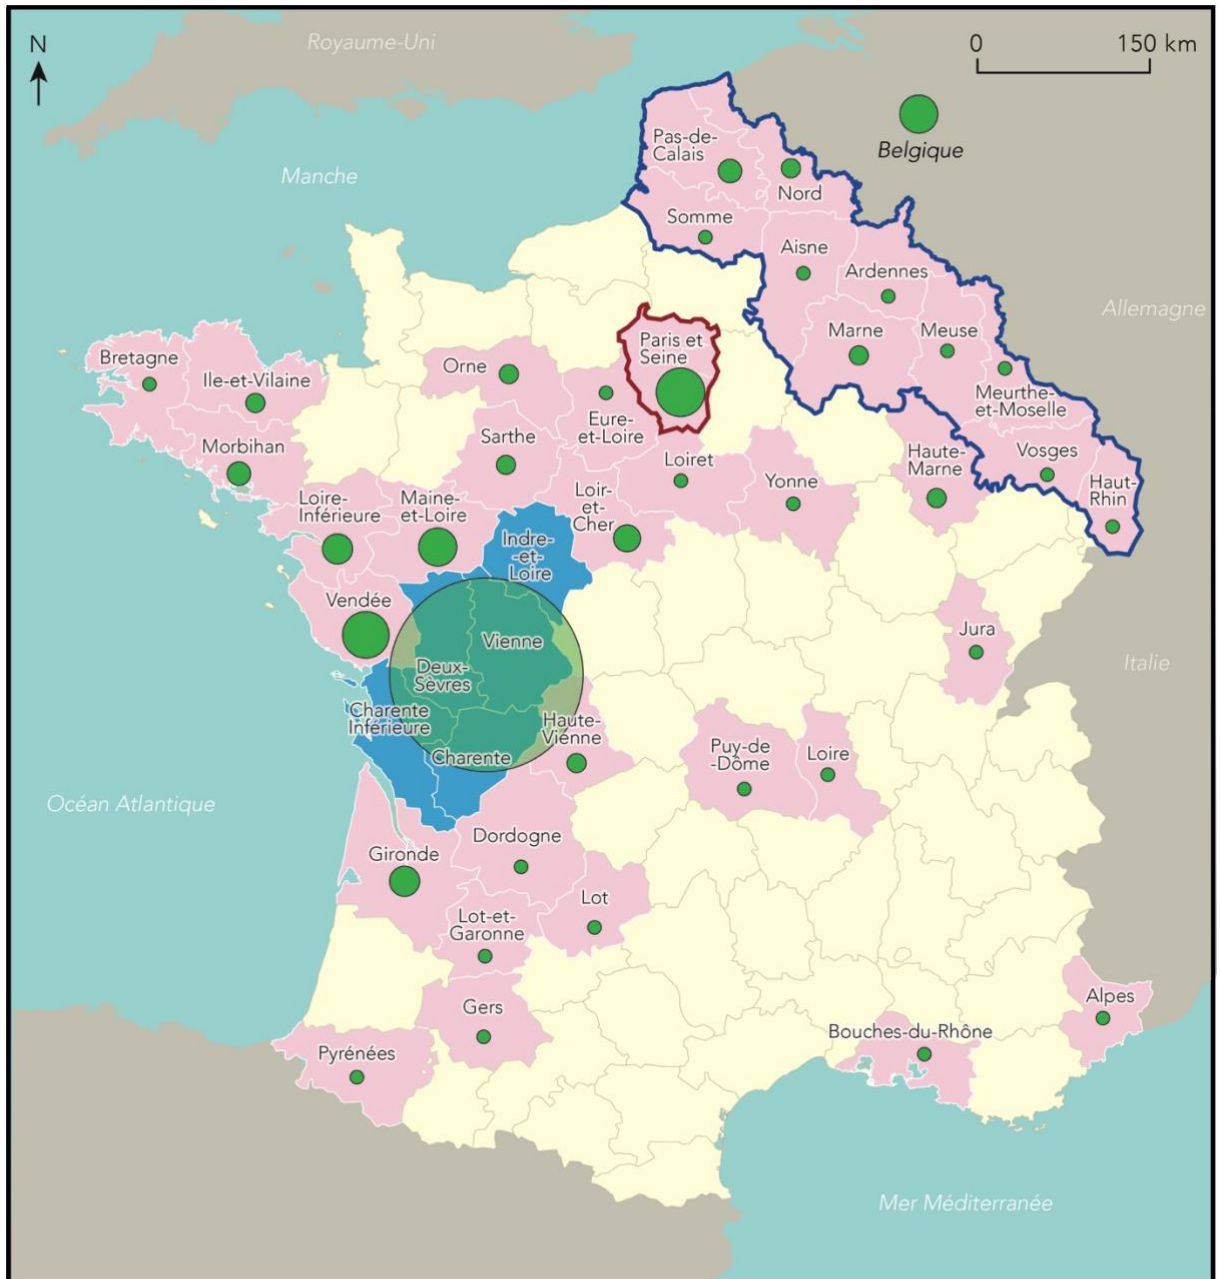 Royaume-Uni
N
0
150 km
Belgique
Pas-de-
Calais
Nord
Manche
Somme
Aisne
Ardennes
Allemagne
Marne
Meuse
Paris et
Seine
Bretagne
Ile-et-Vilaine
Orne
Meurthe-
et-Moselle
Eure-
et-Loire
Morbihan
Sarthe
Loiret
Yonne
Haute-
Marne
Vosges
Haut-
Rhin
Loire-
Inférieure
Maine-
et-Loire
Loir-
et-
Cher
Indre-
-et-
Loire
Vendée
Vienne
Jura
Italie
Deux-
Sèvres
Charente
Inférieure
Haute-
Vienne
Charente
Puy-de
-Dôme
Loire
Océan Atlantique
Dordogne
Gironde
Lot
Lot-et-
Garonne
Gers
Alpes
Bouches-du-Rhône
Pyrénées
Mer Méditerranée